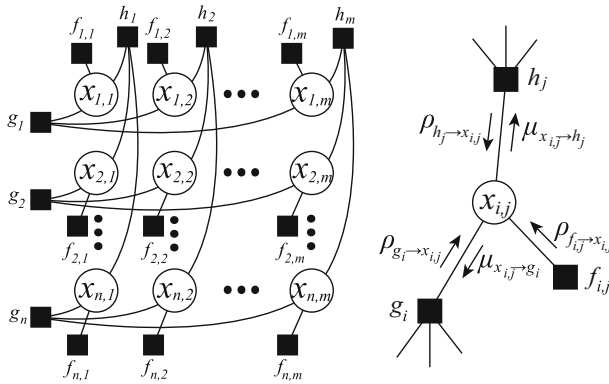 f1,1 h1 f1,2 h2 f1,m hm
x1,1 x1,2 ••• x1,m
g1
x2,1 x2,2 ••• x2,m
g2
f2,1 f2,2 f2,m
xn,1 xn,2 ••• xn,m
gn
fn,1 fn,2 fn,m
hj
ρhj→xi,j μxi,j→hj
xi,j
ρgi→xi,j μxi,j→gi ρfi,j→xi,j
gi fi,j